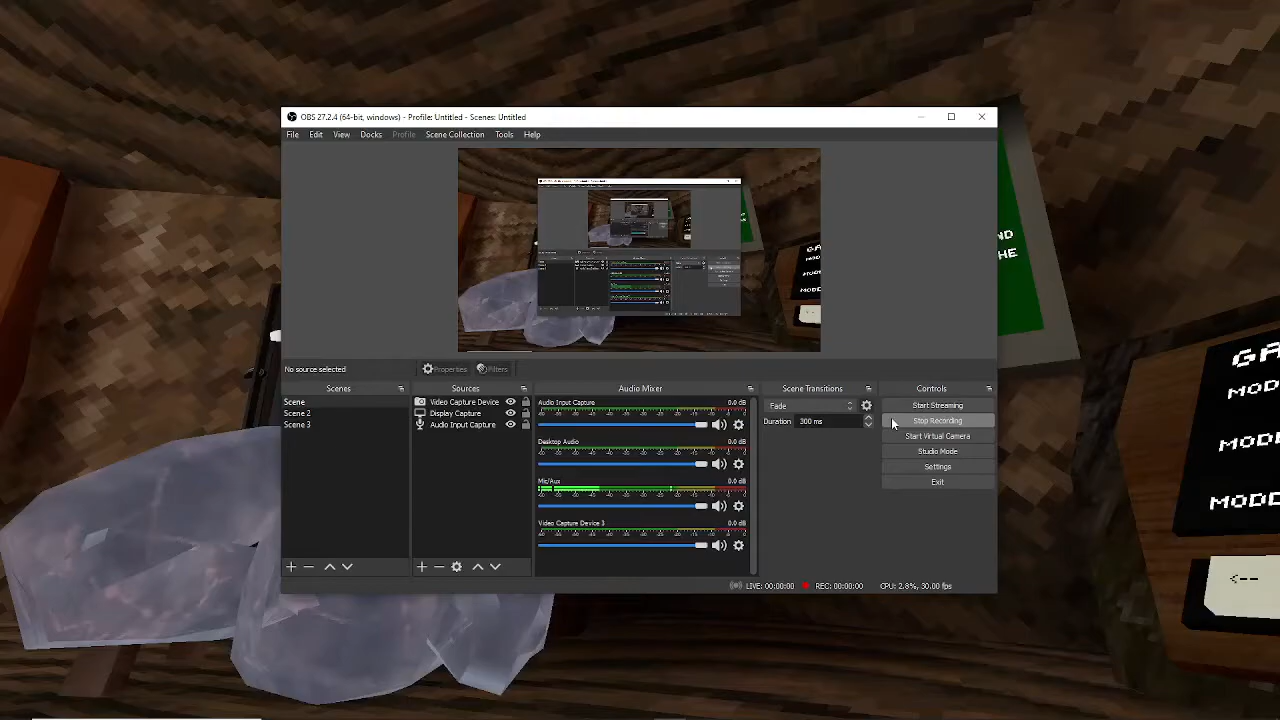 OBS 27.2.4 (64-bit, windows) - Profile: Untitled - Scenes: Untitled
File Edit View Docks Profile Scene Collection Tools Help
No source selected Properties Filters
Scenes
Scene
Scene 2
Scene 3
Sources
Video Capture Device
Display Capture
Audio Input Capture
Audio Mixer
Audio Input Capture 0.0 dB
Desktop Audio 0.0 dB
Mic/Aux 0.0 dB
Video Capture Device 3 0.0 dB
Scene Transitions
Fade
Duration 300 ms
Controls
Start Streaming
Stop Recording
Start Virtual Camera
Studio Mode
Settings
Exit
LIVE: 00:00:00 REC: 00:00:00 CPU: 2.8%, 30.00 fps
ND
HE
GA
MOD
MODE
MODE
<--